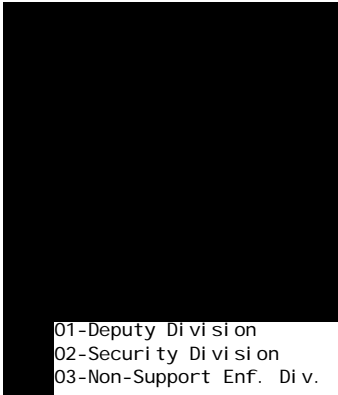 01-Deputy Division
02-Security Division
03-Non-Support Enf. Div.